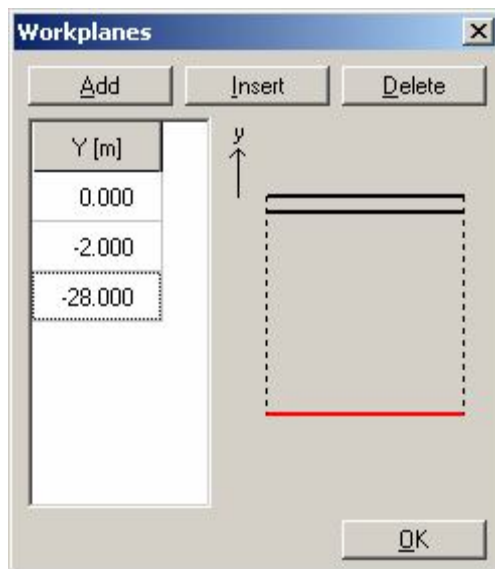 Workplanes
Add Insert Delete
Y [m]
y
0.000
-2.000
-28.000
OK